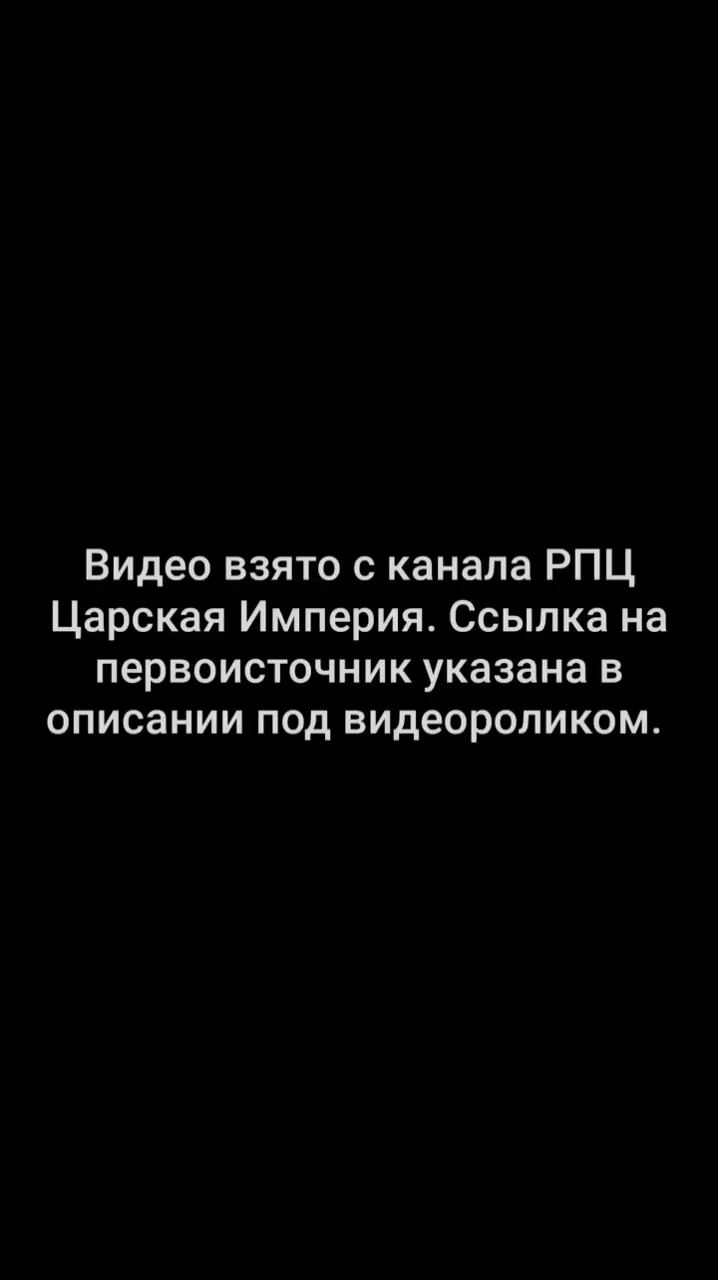 Видео взято с канала РПЦ
Царская Империя. Ссылка на
первоисточник указана в
описании под видеороликом.